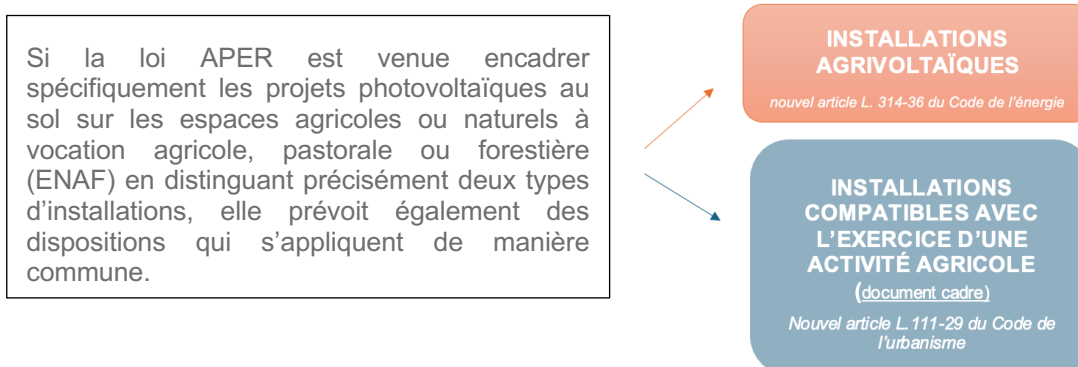 Si la loi APER est venue encadrer
spécifiquement les projets photovoltaïques au
sol sur les espaces agricoles ou naturels à
vocation agricole, pastorale ou forestière
(ENAF) en distinguant précisément deux types
d’installations, elle prévoit également des
dispositions qui s’appliquent de manière
commune.
INSTALLATIONS
AGRIVOLTAÏQUES
nouvel article L. 314-36 du Code de l’énergie
INSTALLATIONS
COMPATIBLES AVEC
L’EXERCICE D’UNE
ACTIVITÉ AGRICOLE
(document cadre)
Nouvel article L.111-29 du Code de
l’urbanisme